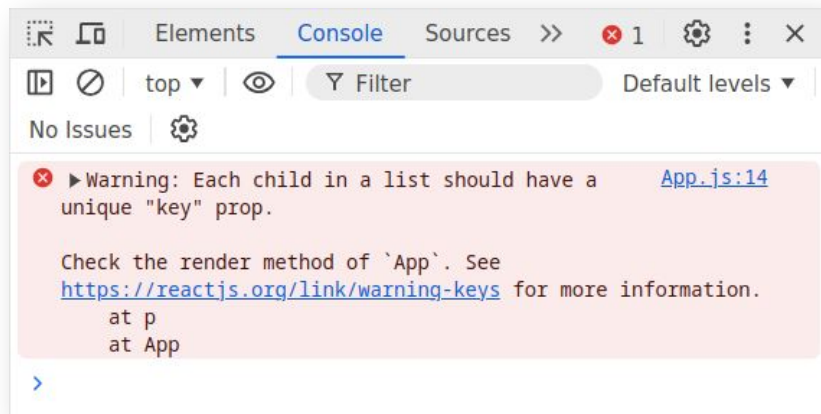 Elements Console Sources 1
top Filter Default levels
No Issues
Warning: Each child in a list should have a App.js:14
unique "key" prop.
Check the render method of `App`. See
https://reactjs.org/link/warning-keys for more information.
at p
at App